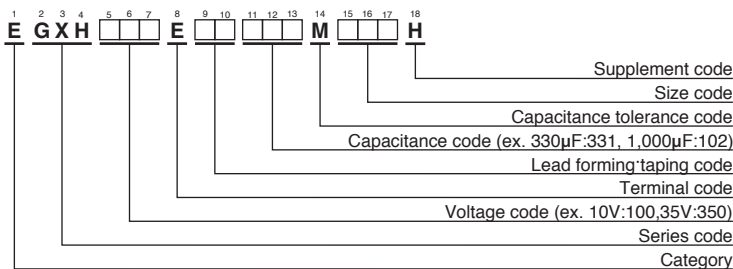 1 2 3 4 5 6 7 8 9 10 11 12 13 14 15 16 17 18
E G X H E M H
Supplement code
Size code
Capacitance tolerance code
Capacitance code (ex. 330µF:331, 1,000µF:102)
Lead forming·taping code
Terminal code
Voltage code (ex. 10V:100,35V:350)
Series code
Category